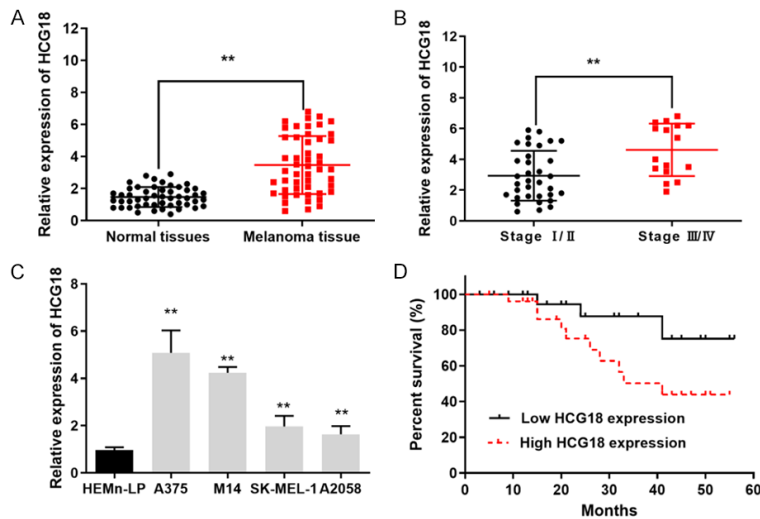 A
Relative expression of HCG18
12
10
8
6
4
2
0
**
Normal tissues
Melanoma tissue
B
Relative expression of HCG18
12
10
8
6
4
2
0
**
Stage Ⅰ/Ⅱ
Stage Ⅲ/Ⅳ
C
Relative expression of HCG18
8
6
4
2
0
**
**
**
**
HEMn-LP
A375
M14
SK-MEL-1
A2058
D
Percent survival (%)
100
80
60
40
20
0
Low HCG18 expression
High HCG18 expression
0
10
20
30
40
50
60
Months